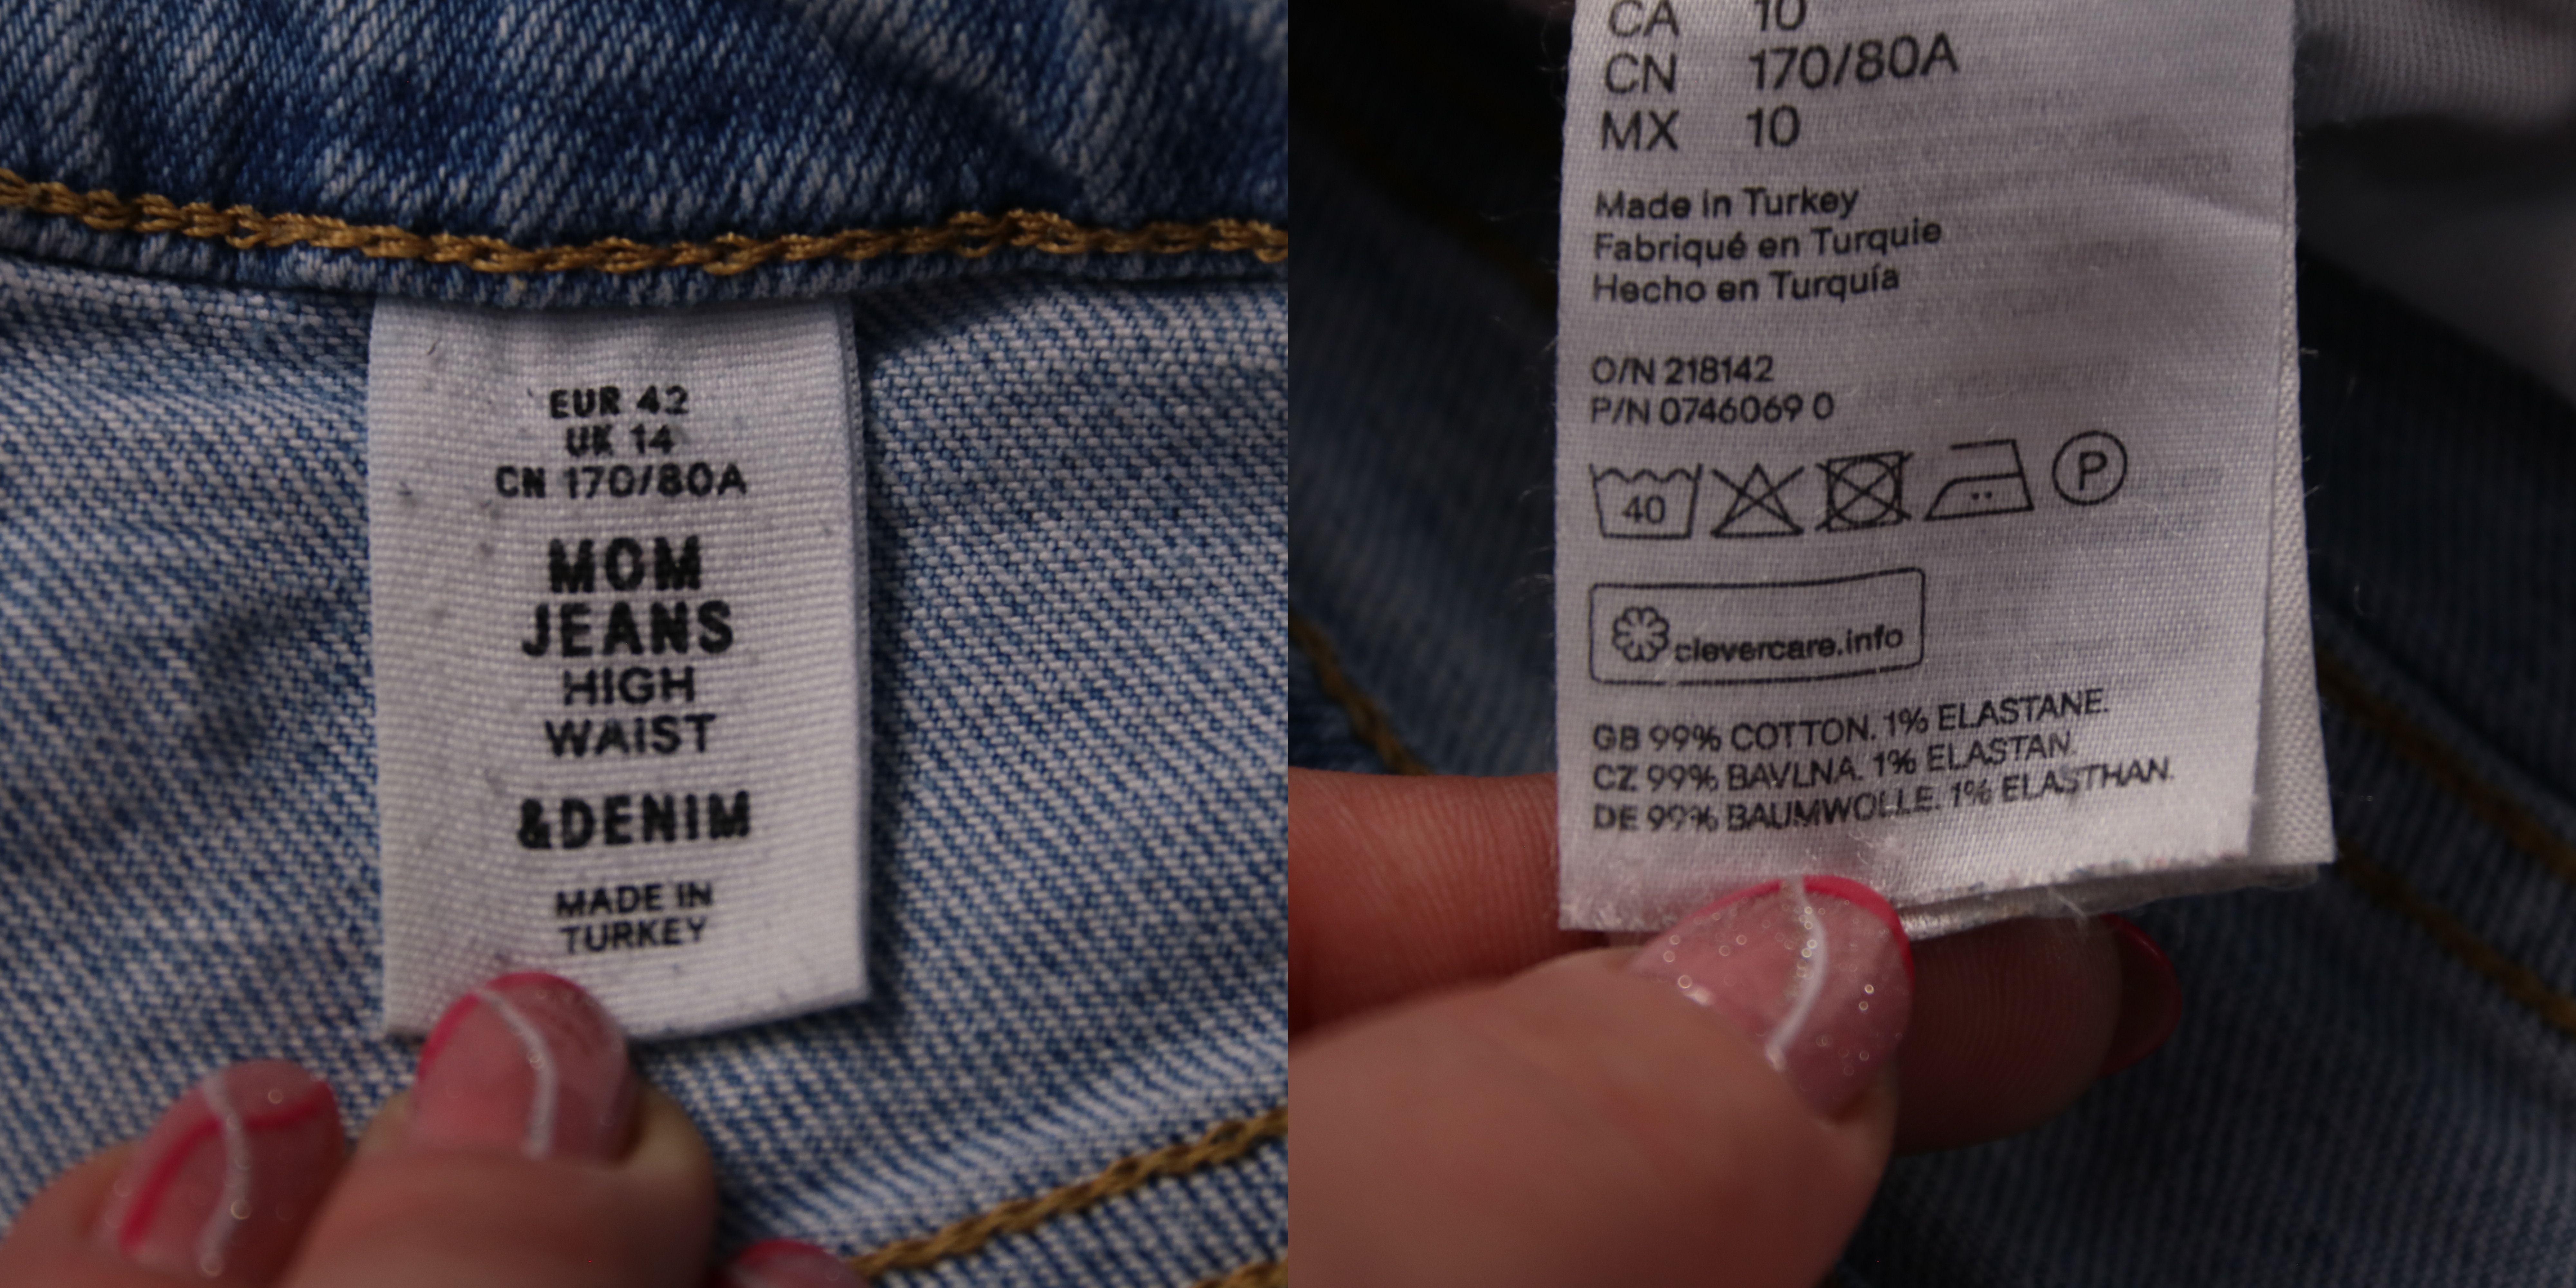 EUR 42
UK 14
CN 170/80A
MOM
JEANS
HIGH
WAIST
&DENIM
MADE IN
TURKEY
CA 10
CN 170/80A
MX 10
Made in Turkey
Fabriqué en Turquie
Hecho en Turquía
O/N 218142
P/N 0746069 0
40
P
clevercare.info
GB 99% COTTON. 1% ELASTANE.
CZ 99% BAVLNA. 1% ELASTAN.
DE 99% BAUMWOLLE. 1% ELASTHAN.